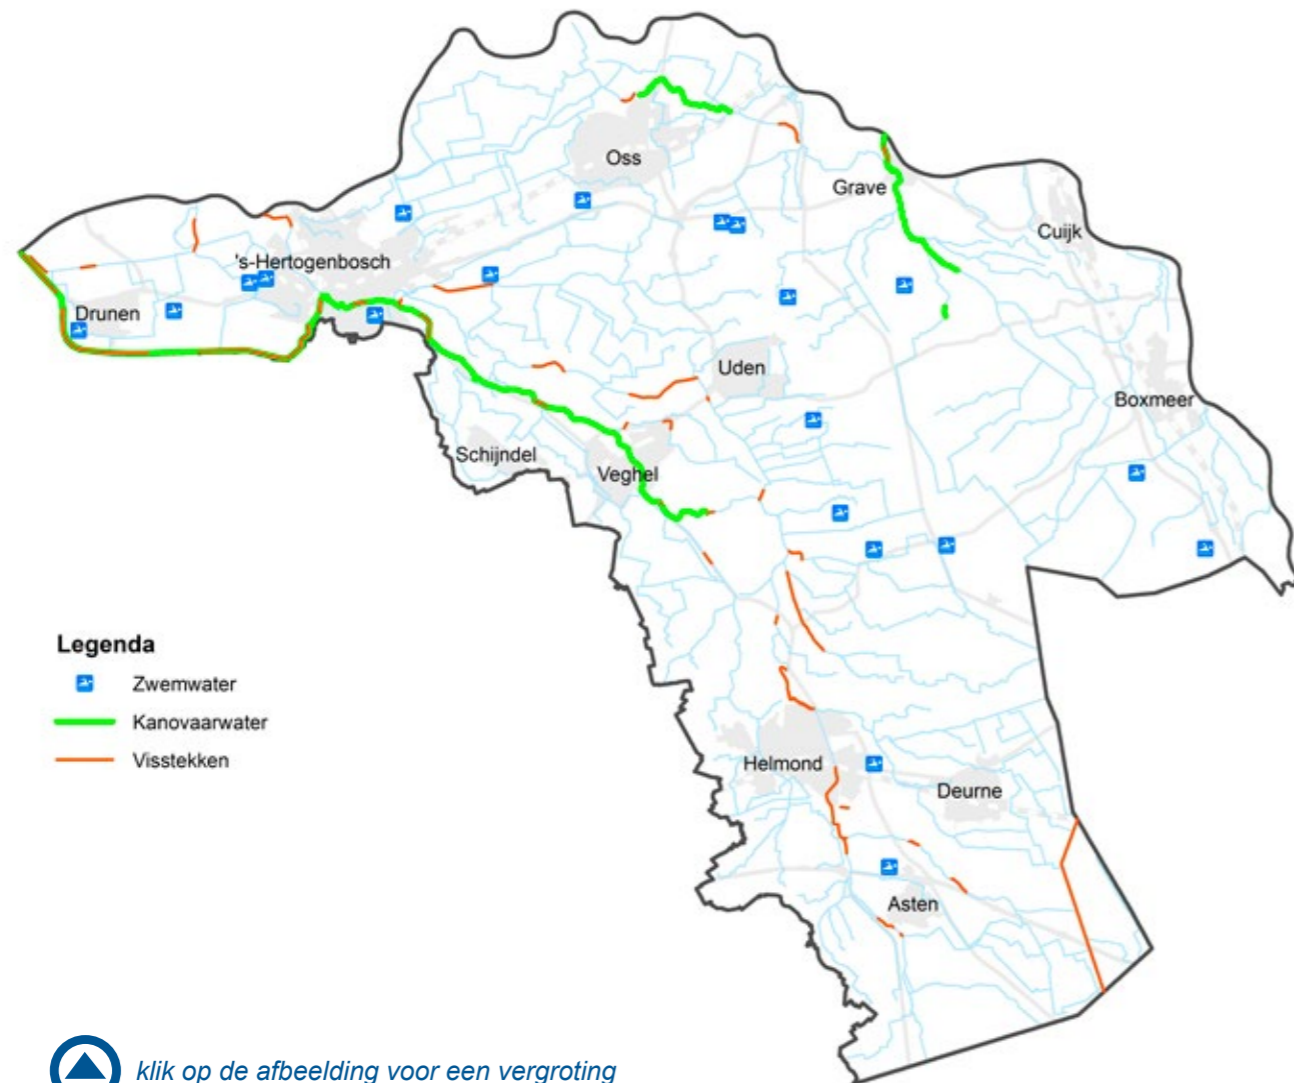 Oss
Grave
Cuijk
's-Hertogenbosch
Drunen
Uden
Boxmeer
Schijndel
Veghel
Legenda
Zwemwater
Kanovaarwater
Visstekken
Helmond
Deurne
Asten
klik op de afbeelding voor een vergroting